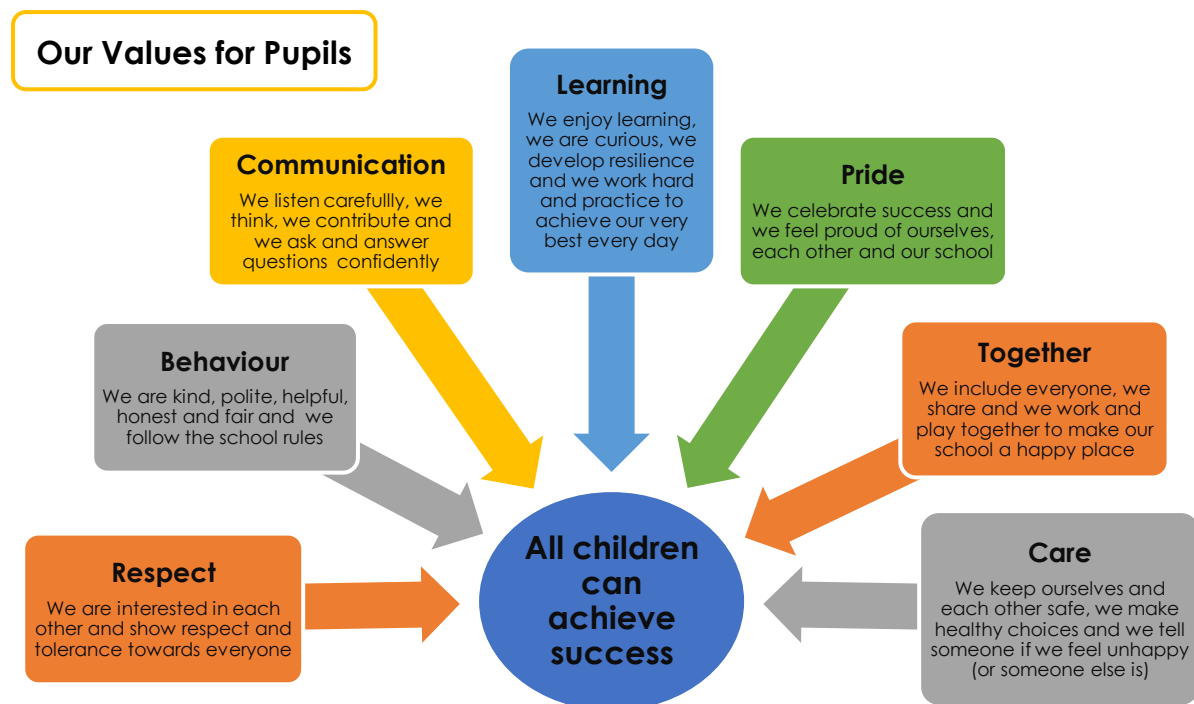 Our Values for Pupils
Learning
We enjoy learning,
we are curious, we
develop resilience
and we work hard
and practice to
achieve our very
best every day
Communication
We listen carefullly, we
think, we contribute and
we ask and answer
questions confidently
Pride
We celebrate success and
we feel proud of ourselves,
each other and our school
Behaviour
We are kind, polite, helpful,
honest and fair and we
follow the school rules
Together
We include everyone, we
share and we work and
play together to make our
school a happy place
Respect
We are interested in each
other and show respect and
tolerance towards everyone
All children
can
achieve
success
Care
We keep ourselves and
each other safe, we make
healthy choices and we tell
someone if we feel unhappy
(or someone else is)